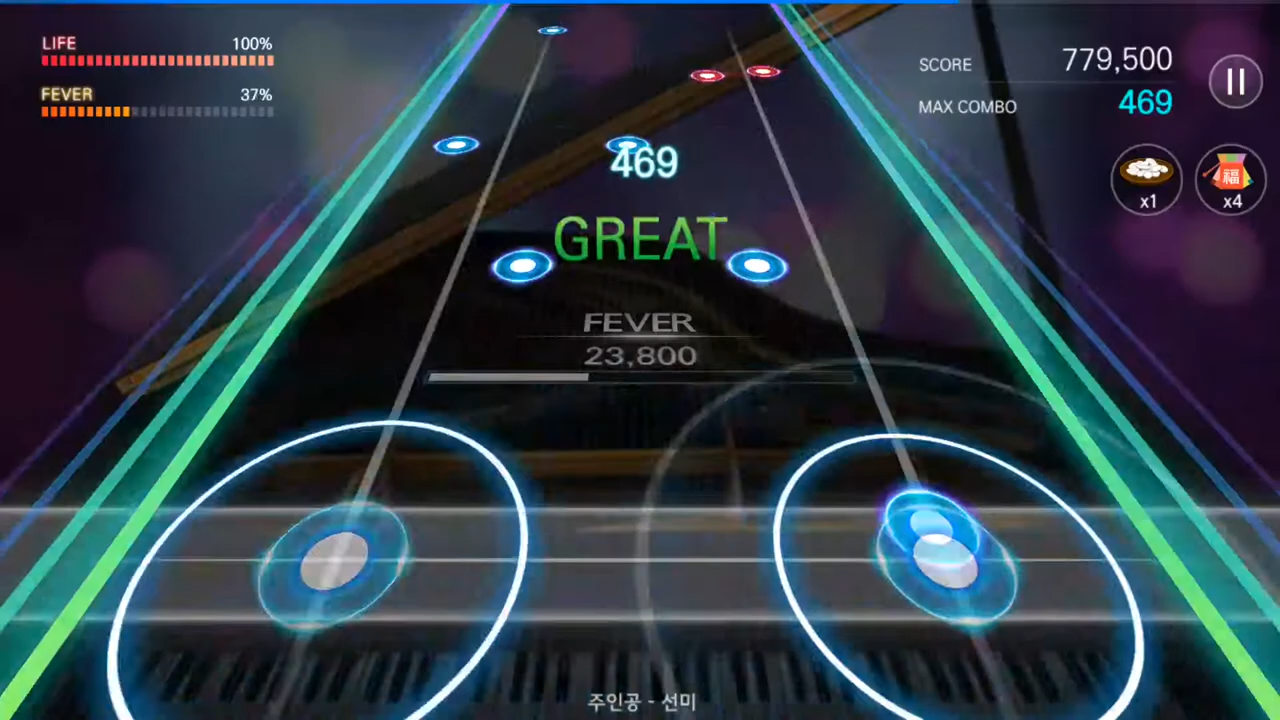 LIFE 100%
FEVER 37%
SCORE 779,500
MAX COMBO 469
福
x1 x4
469
GREAT
FEVER
23,800
주인공 - 선미